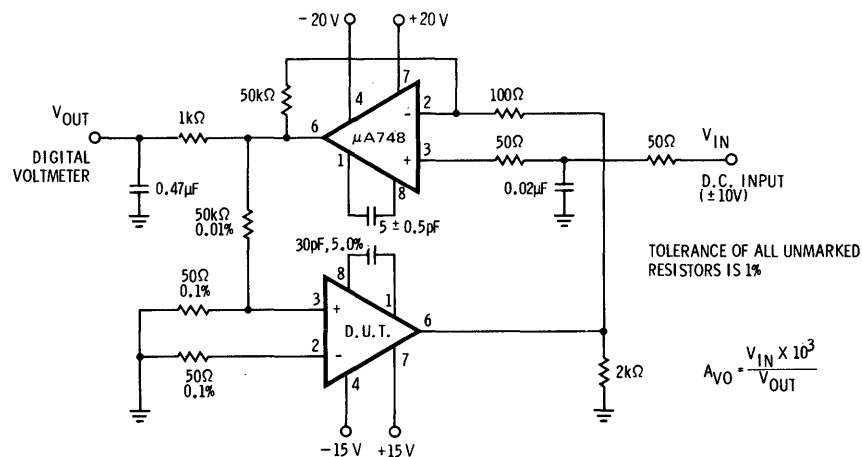 - 20 V
+ 20 V
50kΩ
4
7
2
-
100Ω
V_OUT
1kΩ
6
μA748
V_IN
DIGITAL
VOLTMETER
3
+
50Ω
50Ω
1
8
0.47μF
0.02μF
D.C. INPUT
(±10V)
5 ± 0.5pF
50kΩ
0.01%
30pF, 5.0%
TOLERANCE OF ALL UNMARKED
RESISTORS IS 1%
8
1
50Ω
0.1%
3
+
D.U.T.
6
2
-
50Ω
0.1%
4
7
2kΩ
A_VO = V_IN X 10³
V_OUT
-15 V
+15 V